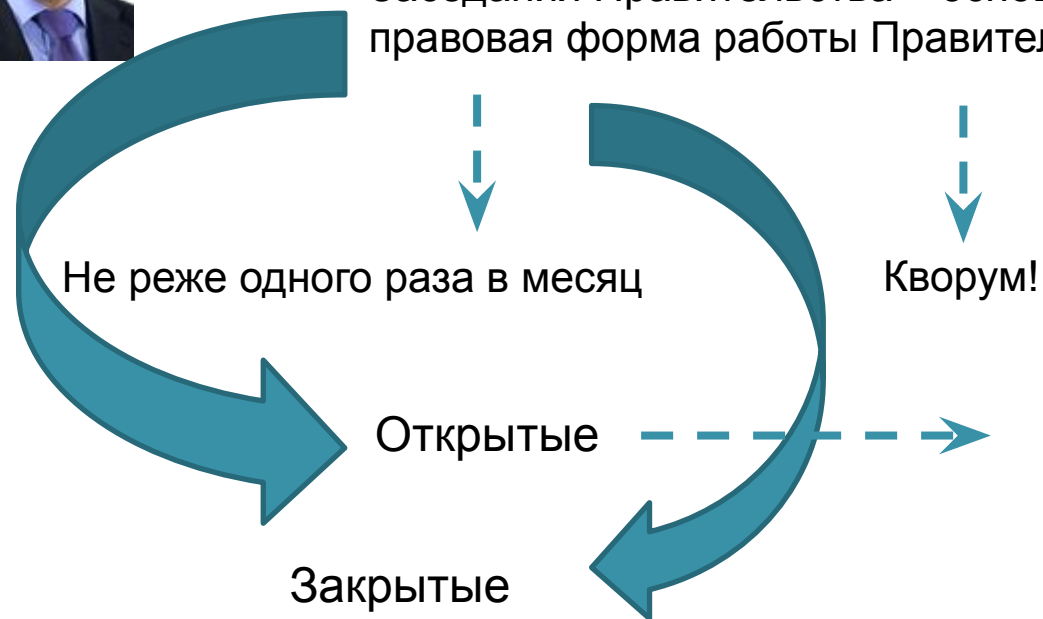 правовая форма работы
Не реже одного раза в месяц
Кворум!
Открытые
Закрытые